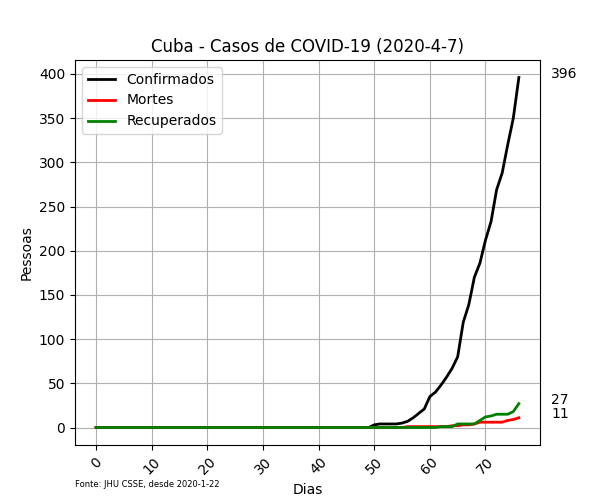 Cuba - Casos de COVID-19 (2020-4-7)
Confirmados
Mortes
Recuperados
400
350
300
250
200
150
100
50
0
Pessoas
396
27
11
0
10
20
30
40
50
60
70
Dias
Fonte: JHU CSSE, desde 2020-1-22